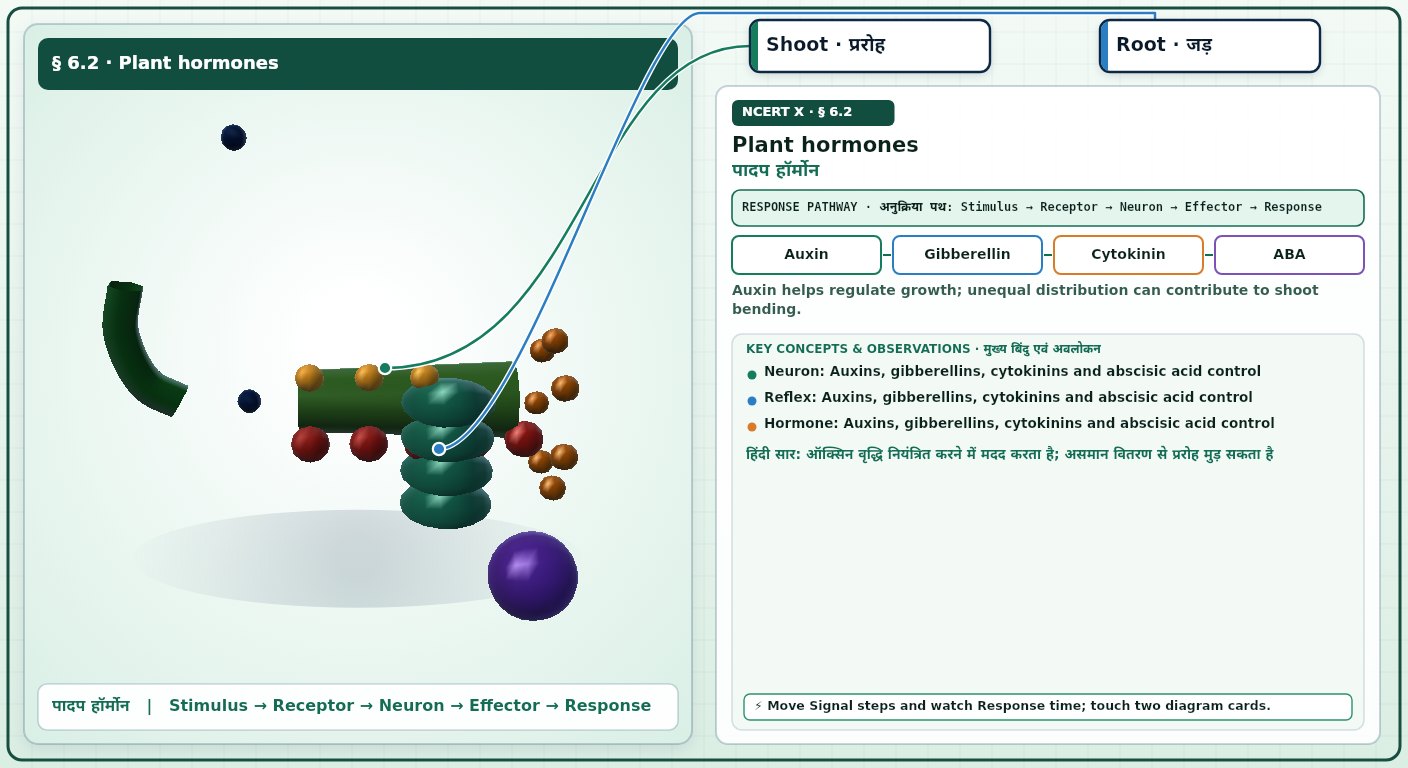 § 6.2 · Plant hormones
Shoot · प्ररोह
Root · जड़
NCERT X · § 6.2
Plant hormones
पादप हॉर्मोन
RESPONSE PATHWAY · अनुक्रिया पथ: Stimulus → Receptor → Neuron → Effector → Response
Auxin
Gibberellin
Cytokinin
ABA
Auxin helps regulate growth; unequal distribution can contribute to shoot
bending.
KEY CONCEPTS & OBSERVATIONS · मुख्य बिंदु एवं अवलोकन
Neuron: Auxins, gibberellins, cytokinins and abscisic acid control
Reflex: Auxins, gibberellins, cytokinins and abscisic acid control
Hormone: Auxins, gibberellins, cytokinins and abscisic acid control
हिंदी सार: ऑक्सिन वृद्धि नियंत्रित करने में मदद करता है; असमान वितरण से प्ररोह मुड़ सकता है
⚡ Move Signal steps and watch Response time; touch two diagram cards.
पादप हॉर्मोन | Stimulus → Receptor → Neuron → Effector → Response